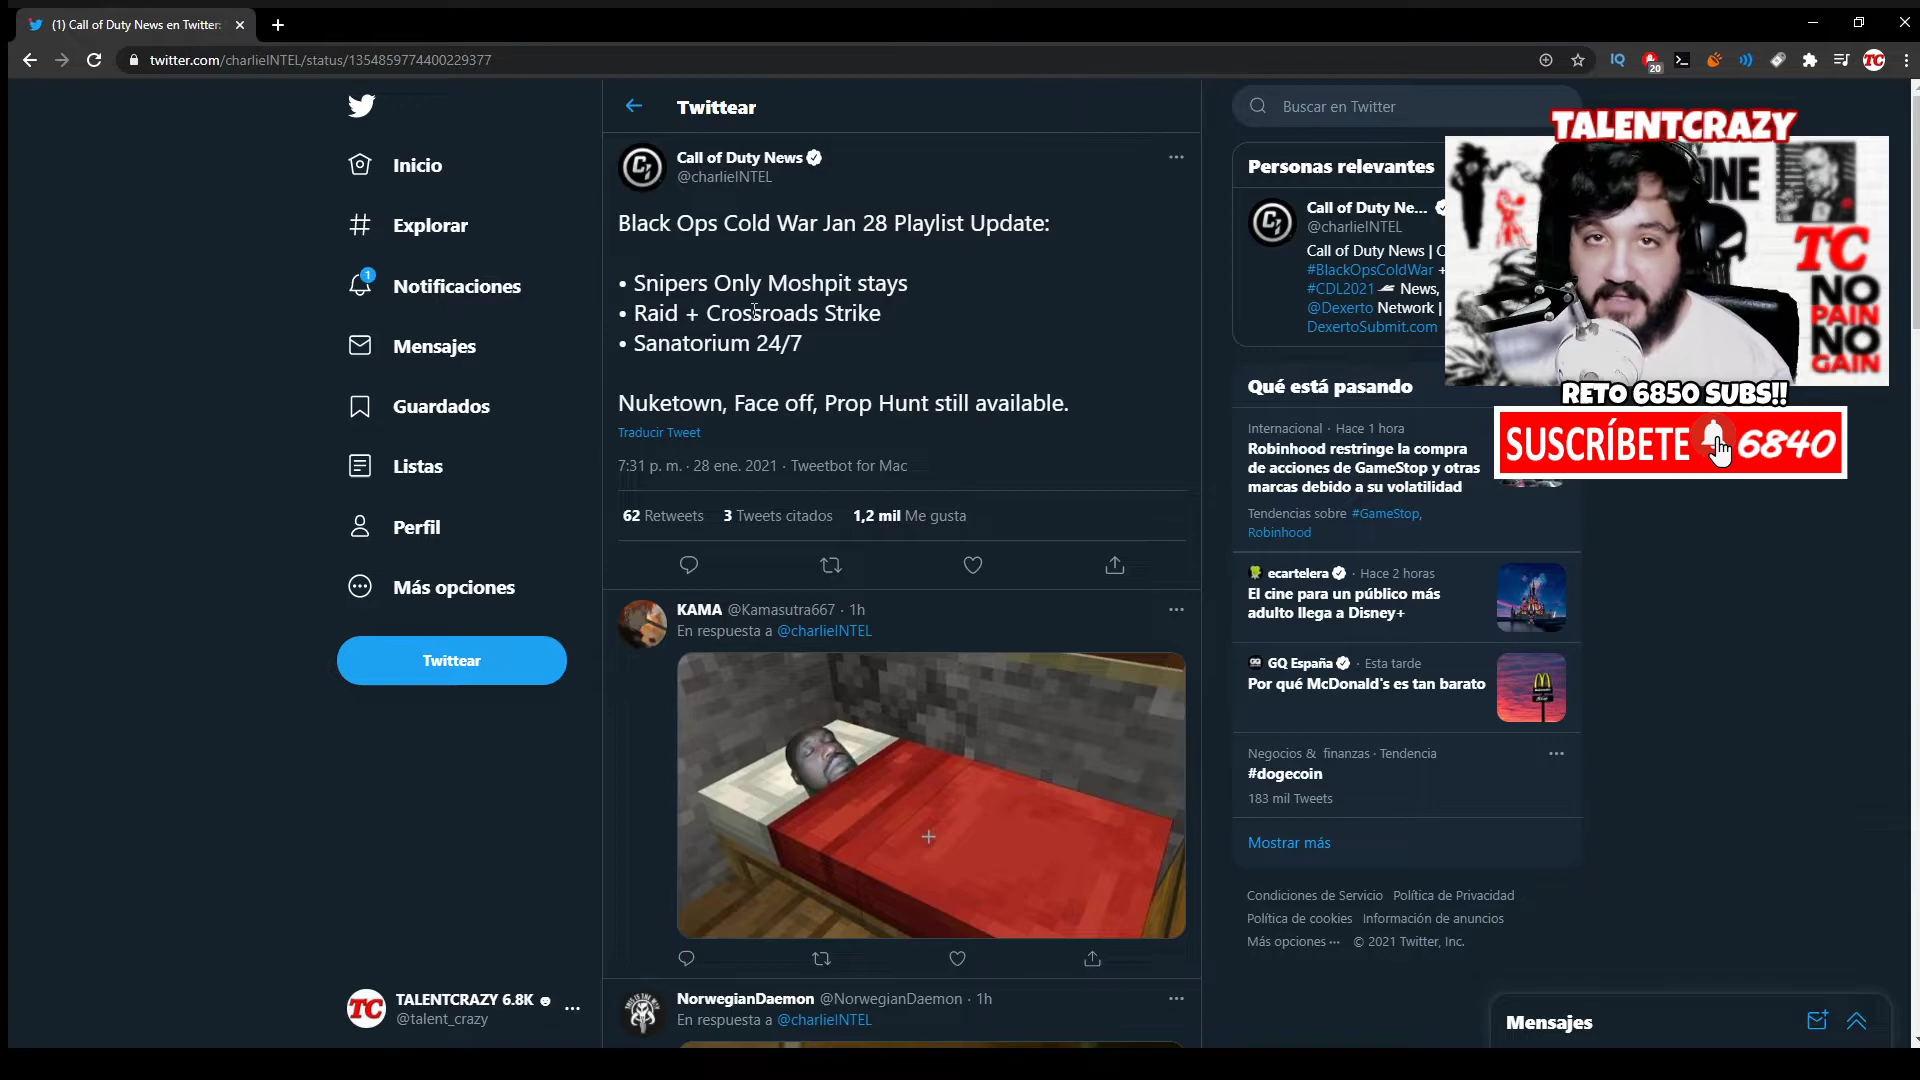 (1) Call of Duty News en Twitter:
twitter.com/charlieINTEL/status/1354859774400229377
IQ
20
TC
Inicio
Explorar
1
Notificaciones
Mensajes
Guardados
Listas
Perfil
Más opciones
Twittear
TALENTCRAZY 6.8K
@talent_crazy
Twittear
Call of Duty News
@charlieINTEL
Black Ops Cold War Jan 28 Playlist Update:
• Snipers Only Moshpit stays
• Raid + Crossroads Strike
• Sanatorium 24/7
Nuketown, Face off, Prop Hunt still available.
Traducir Tweet
7:31 p. m. · 28 ene. 2021 · Tweetbot for Mac
62 Retweets 3 Tweets citados 1,2 mil Me gusta
KAMA @Kamasutra667 · 1h
En respuesta a @charlieINTEL
NorwegianDaemon @NorwegianDaemon · 1h
En respuesta a @charlieINTEL
Buscar en Twitter
Personas relevantes
Call of Duty Ne...
@charlieINTEL
Call of Duty News |
#BlackOpsColdWar +
#CDL2021 News,
@Dexerto Network |
DexertoSubmit.com
TALENTCRAZY
ONE
TC
NO
PAIN
NO
GAIN
RETO 6850 SUBS!!
SUSCRÍBETE 6840
Qué está pasando
Internacional · Hace 1 hora
Robinhood restringe la compra
de acciones de GameStop y otras
marcas debido a su volatilidad
Tendencias sobre #GameStop,
Robinhood
ecartelera · Hace 2 horas
El cine para un público más
adulto llega a Disney+
GQ España · Esta tarde
Por qué McDonald's es tan barato
Negocios & finanzas · Tendencia
#dogecoin
183 mil Tweets
Mostrar más
Condiciones de Servicio Política de Privacidad
Política de cookies Información de anuncios
Más opciones ··· © 2021 Twitter, Inc.
Mensajes